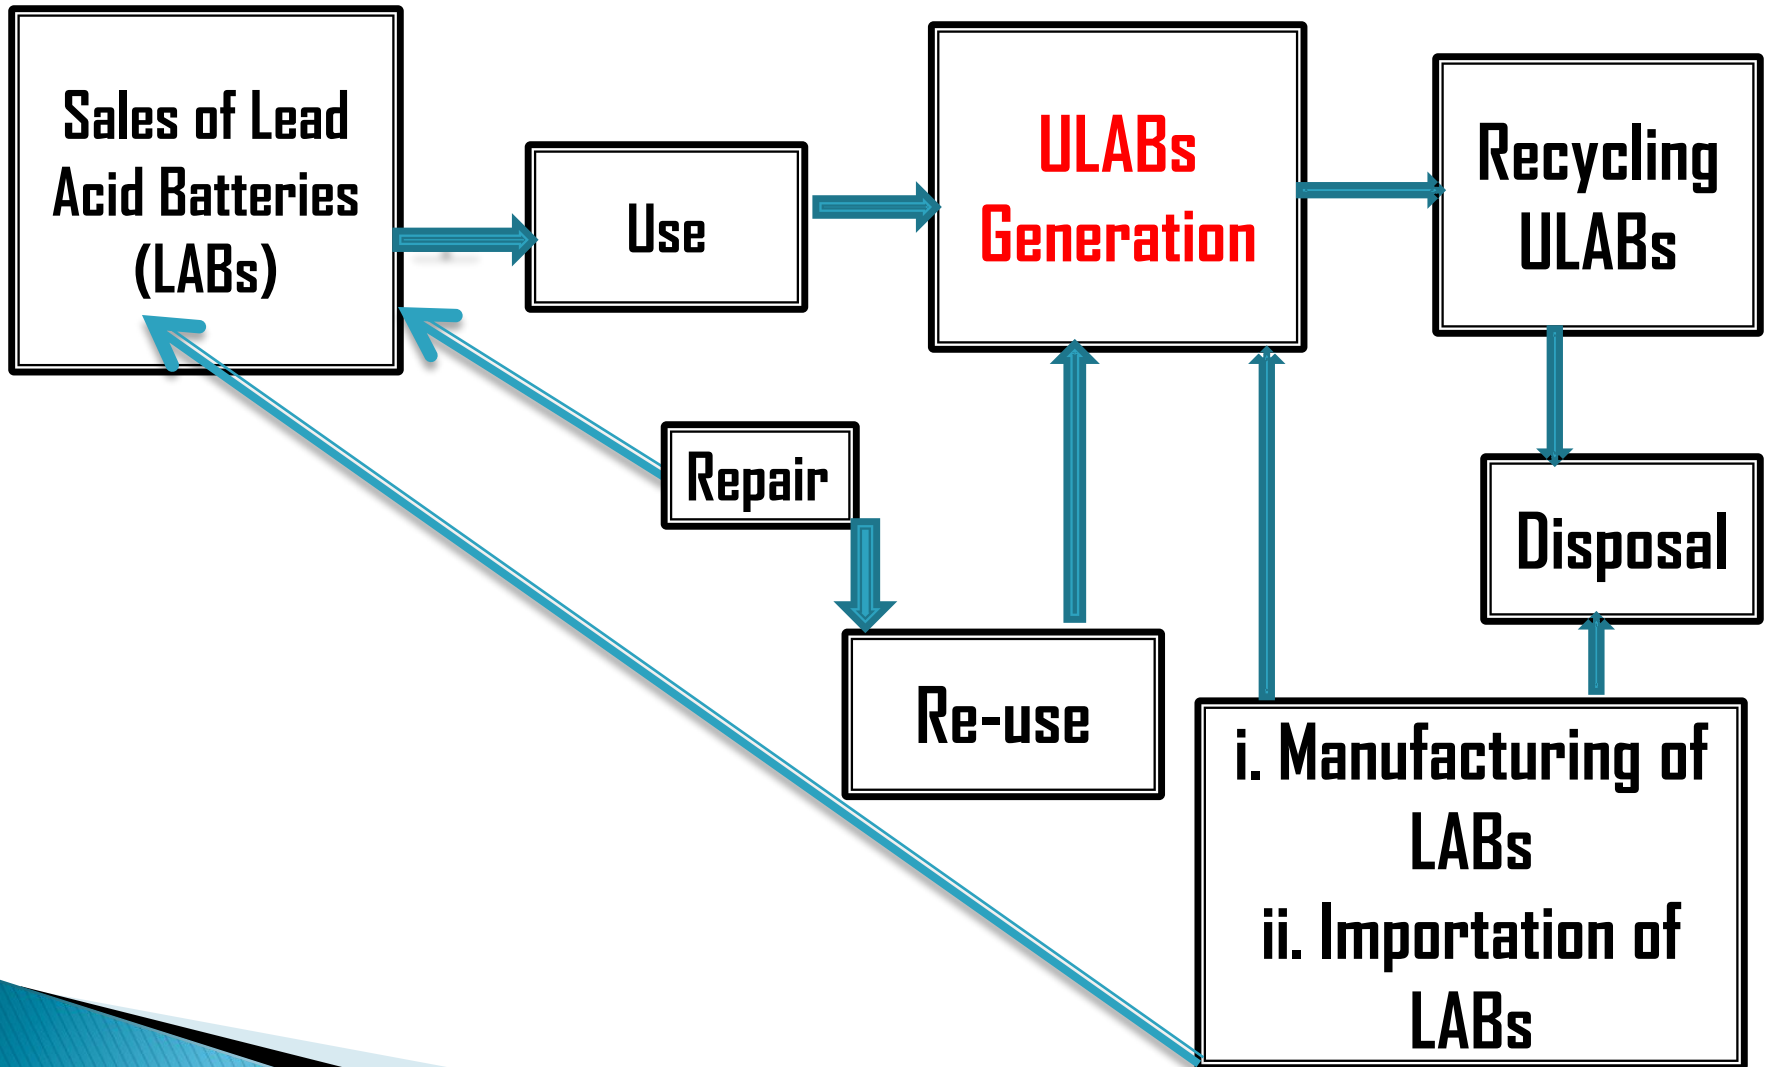 Sales of Lead
Acid Batteries
(LABs)
Use
ULABs
Generation
Recycling
ULABs
Repair
Disposal
Re-use
i. Manufacturing of
LABs
ii. Importation of
LABs